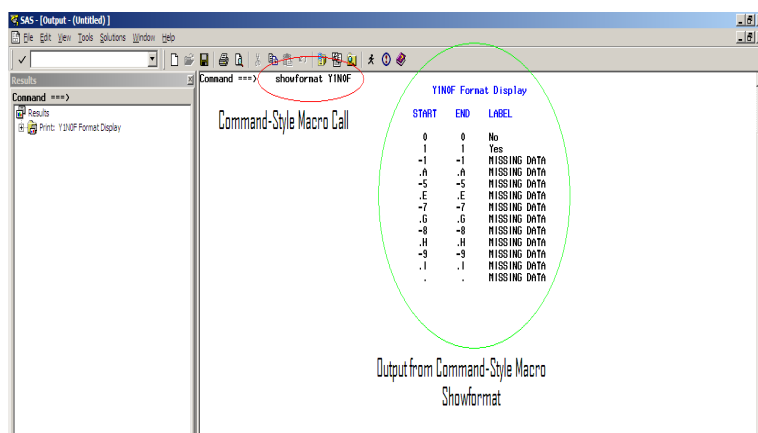 SAS - [Output - (Untitled) ]
File Edit View Tools Solutions Window Help
Results
Command ===>
Results
Print: Y1N0F Format Display
Command ===> showformat Y1N0F
Command-Style Macro Call
Y1N0F Format Display
START END LABEL
0 0 No
1 1 Yes
-1 -1 MISSING DATA
.A .A MISSING DATA
-5 -5 MISSING DATA
.E .E MISSING DATA
-7 -7 MISSING DATA
.G .G MISSING DATA
-8 -8 MISSING DATA
.H .H MISSING DATA
-9 -9 MISSING DATA
.I .I MISSING DATA
. . MISSING DATA
Output from Command-Style Macro
Showformat